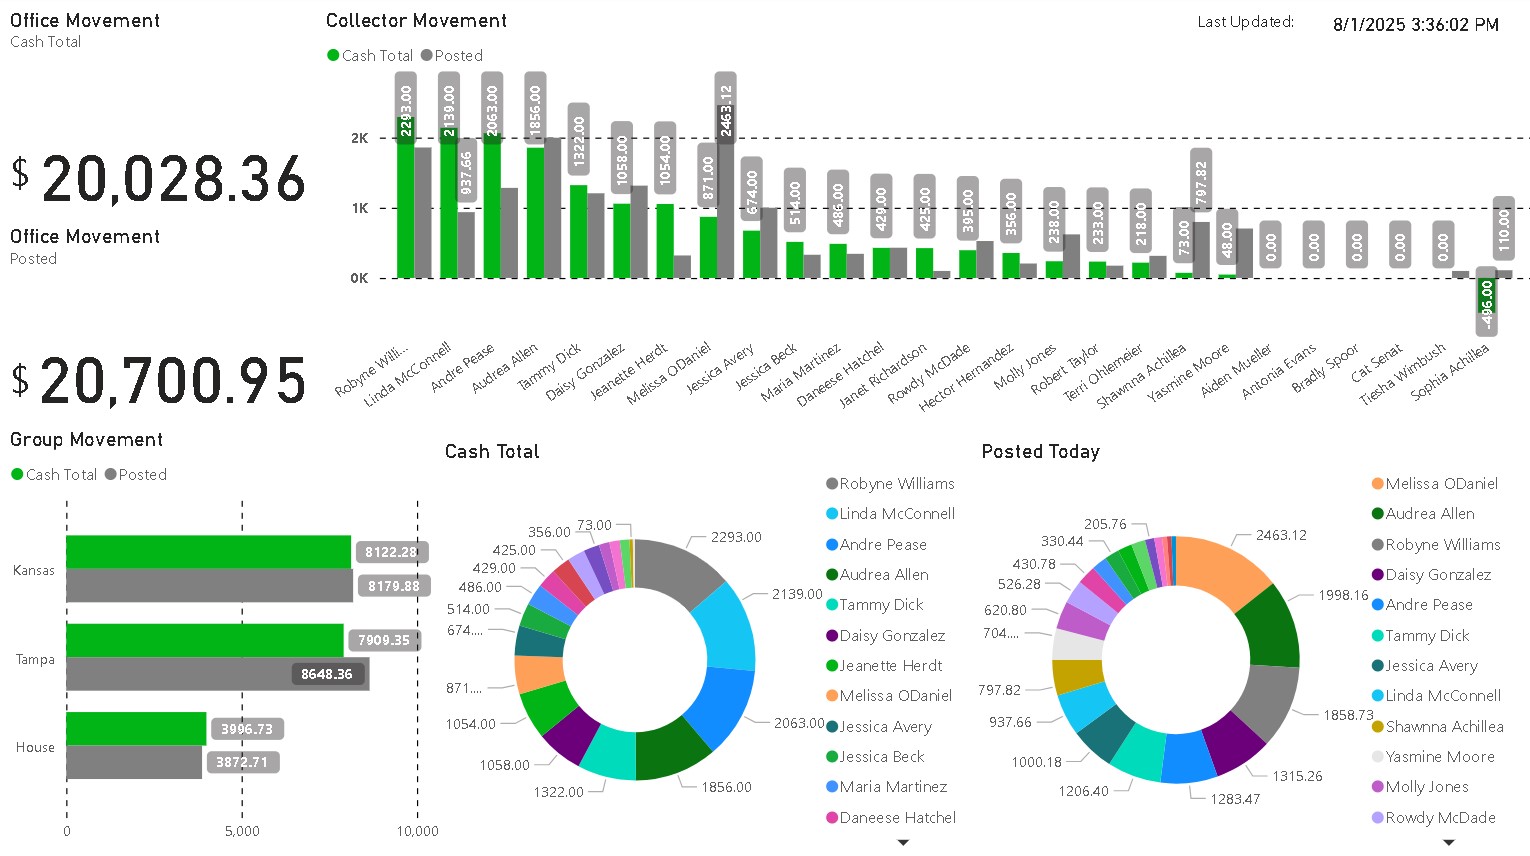 Office Movement
Cash Total
$ 20,028.36
Office Movement
Posted
$ 20,700.95
Collector Movement
Cash Total Posted
Last Updated: 8/1/2025 3:36:02 PM
2K
1K
0K
2293.00
2139.00
937.66
2063.00
1856.00
1322.00
1058.00
1054.00
871.00
2463.12
674.00
514.00
486.00
429.00
425.00
395.00
356.00
238.00
233.00
218.00
73.00
797.82
48.00
0.00
0.00
0.00
0.00
0.00
-496.00
110.00
Robyne Willi...
Linda McConnell
Andre Pease
Audrea Allen
Tammy Dick
Daisy Gonzalez
Jeanette Herdt
Melissa ODaniel
Jessica Avery
Jessica Beck
Maria Martinez
Daneese Hatchel
Janet Richardson
Rowdy McDade
Hector Hernandez
Molly Jones
Robert Taylor
Terri Ohlemeier
Shawnna Achillea
Yasmine Moore
Aiden Mueller
Antonia Evans
Bradly Spoor
Cat Senat
Tiesha Wimbush
Sophia Achillea
Group Movement
Cash Total Posted
Kansas
8122.28
8179.88
Tampa
7909.35
8648.36
House
3996.73
3872.71
0 5,000 10,000
Cash Total
73.00
356.00
425.00
429.00
486.00
514.00
674....
871....
1054.00
1058.00
1322.00
2293.00
2139.00
2063.00
1856.00
Robyne Williams
Linda McConnell
Andre Pease
Audrea Allen
Tammy Dick
Daisy Gonzalez
Jeanette Herdt
Melissa ODaniel
Jessica Avery
Jessica Beck
Maria Martinez
Daneese Hatchel
Posted Today
205.76
330.44
430.78
526.28
620.80
704....
797.82
937.66
1000.18
1206.40
2463.12
1998.16
1858.73
1315.26
1283.47
Melissa ODaniel
Audrea Allen
Robyne Williams
Daisy Gonzalez
Andre Pease
Tammy Dick
Jessica Avery
Linda McConnell
Shawnna Achillea
Yasmine Moore
Molly Jones
Rowdy McDade